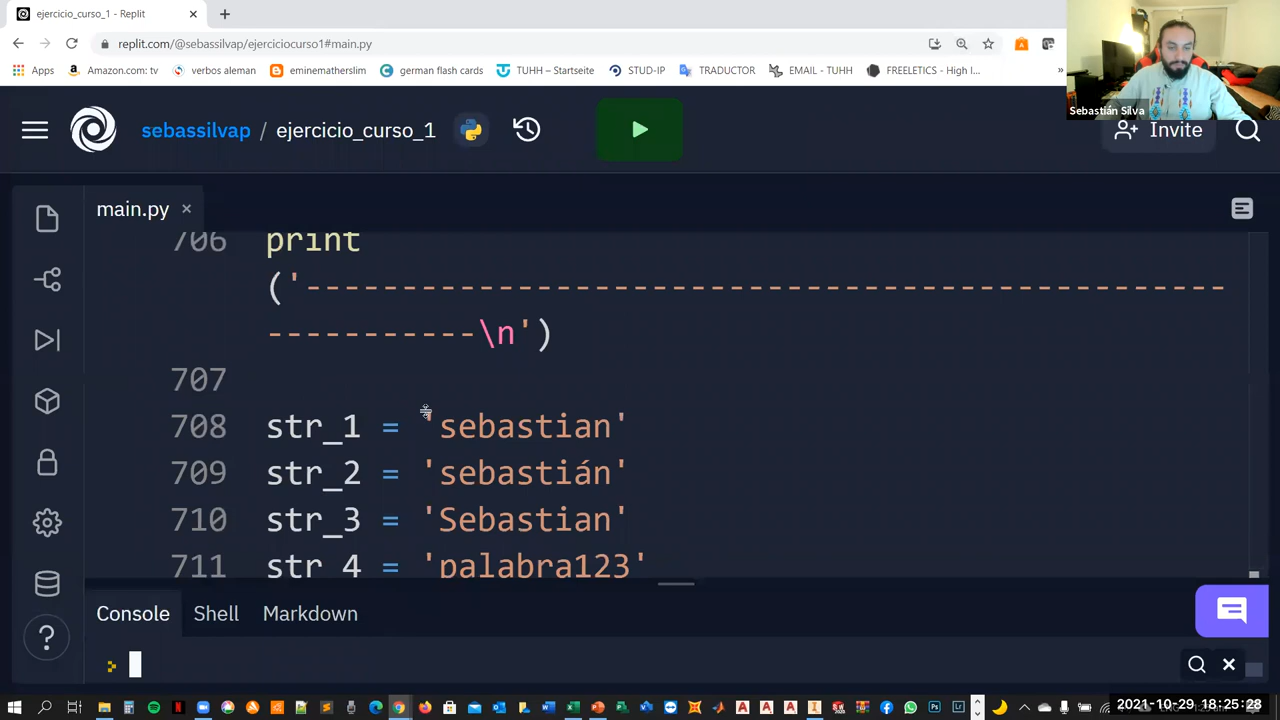 ejercicio_curso_1 - Replit
replit.com/@sebassilvap/ejerciciocurso1#main.py
Apps Amazon.com: tv verbos aleman eminematherslim german flash cards TUHH – Startseite STUD-IP TRADUCTOR EMAIL - TUHH FREELETICS - High I... »
Sebastián Silva
sebassilvap / ejercicio_curso_1 Invite
main.py ×
706 print
('------------------------------------------------
-----------\n')
707
708 str_1 = 'sebastian'
709 str_2 = 'sebastián'
710 str_3 = 'Sebastian'
711 str_4 = 'palabra123'
Console Shell Markdown
2021-10-29 18:25:28